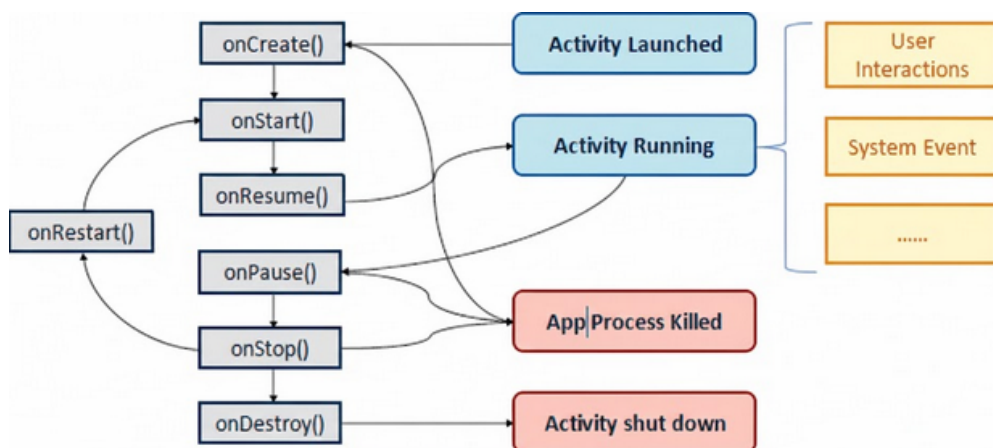 onCreate()
Activity Launched
User
Interactions
onStart()
Activity Running
System Event
onResume()
onRestart()
......
onPause()
App Process Killed
onStop()
onDestroy()
Activity shut down